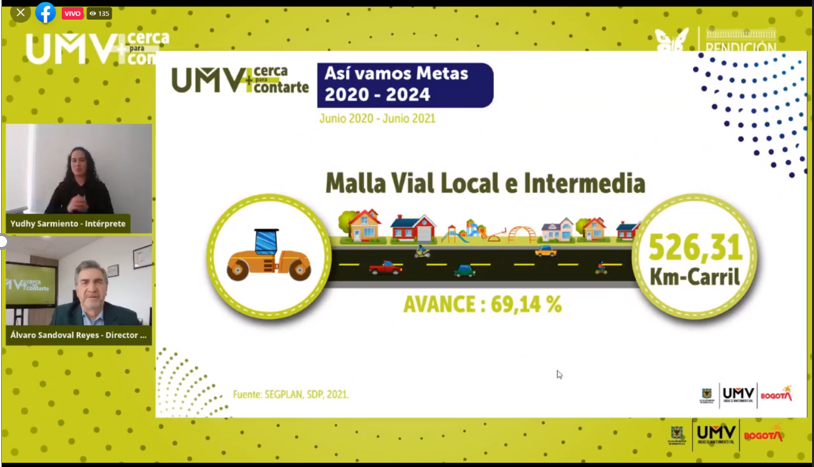 VIVO
135
UMV+ cerca
para
con
RENDICIÓN
UMV+ cerca
para
contarte
Así vamos Metas
2020 - 2024
Junio 2020 - Junio 2021
Malla Vial Local e Intermedia
526,31
Km-Carril
AVANCE : 69,14 %
Yudhy Sarmiento - Intérprete
UMV+ cerca
contarte
Álvaro Sandoval Reyes - Director ...
Fuente: SEGPLAN, SDP, 2021.
UMV
BOGOTÁ
UMV
BOGOTÁ